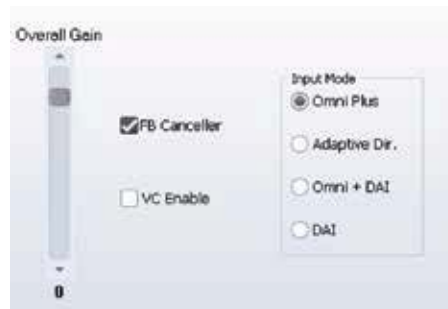 Overall Gain
Input Mode
Omni Plus
FB Canceller
Adaptive Dir.
Omni + DAI
VC Enable
DAI
0